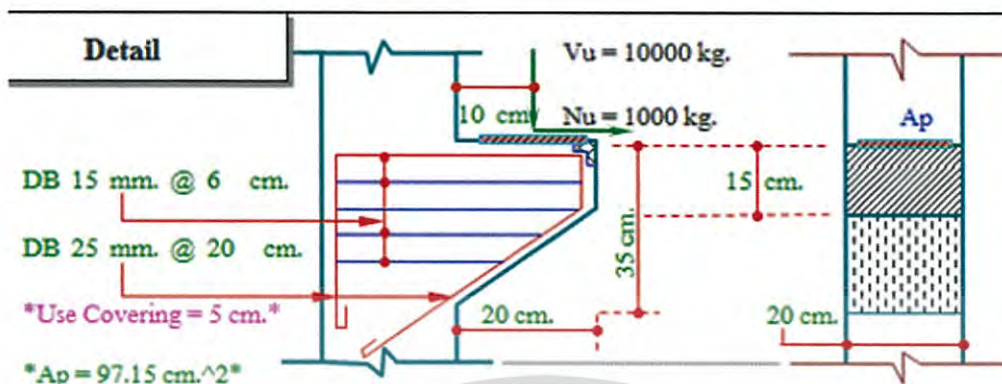 Detail
Vu = 10000 kg.
10 cm
Nu = 1000 kg.
Ap
DB 15 mm. @ 6 cm.
15 cm.
DB 25 mm. @ 20 cm.
35 cm.
*Use Covering = 5 cm.*
20 cm.
20 cm.
*Ap = 97.15 cm.^2*